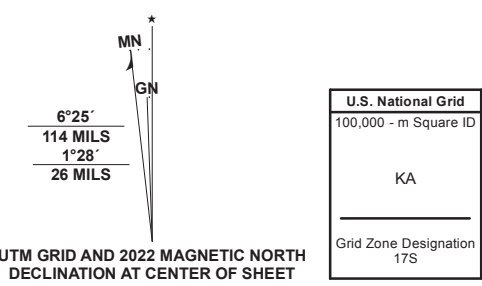 ★
MN
GN
6°25´
114 MILS
1°28´
26 MILS
UTM GRID AND 2022 MAGNETIC NORTH
DECLINATION AT CENTER OF SHEET
U.S. National Grid
100,000 - m Square ID
KA
Grid Zone Designation
17S